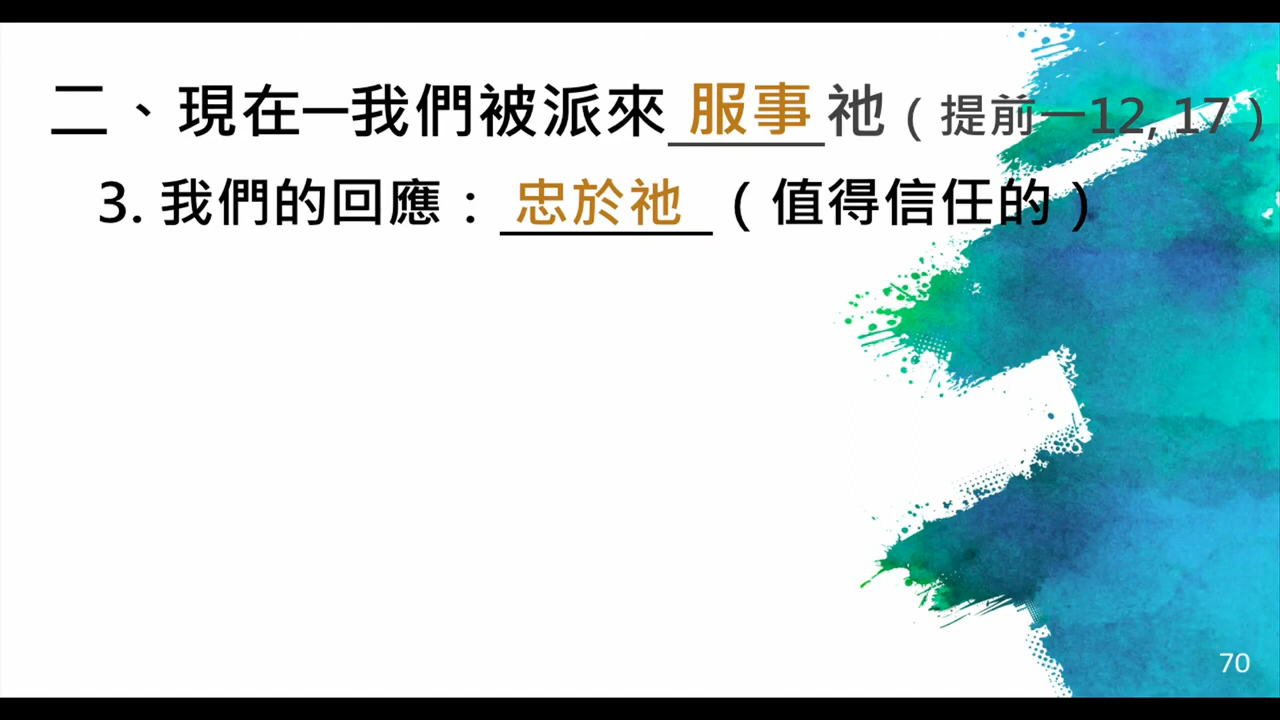 二、現在—我們被派來 服事 祂（提前一12, 17）
3. 我們的回應：忠於祂（值得信任的）
70